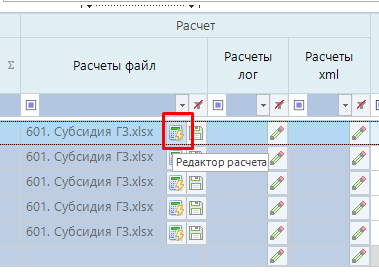 Расчет
Σ
Расчеты файл
Расчеты
лог
Расчеты
xml
601. Субсидия ГЗ.xlsx
601. Субсидия ГЗ.xlsx
Редактор расчета
601. Субсидия ГЗ.xlsx
601. Субсидия ГЗ.xlsx
601. Субсидия ГЗ.xlsx